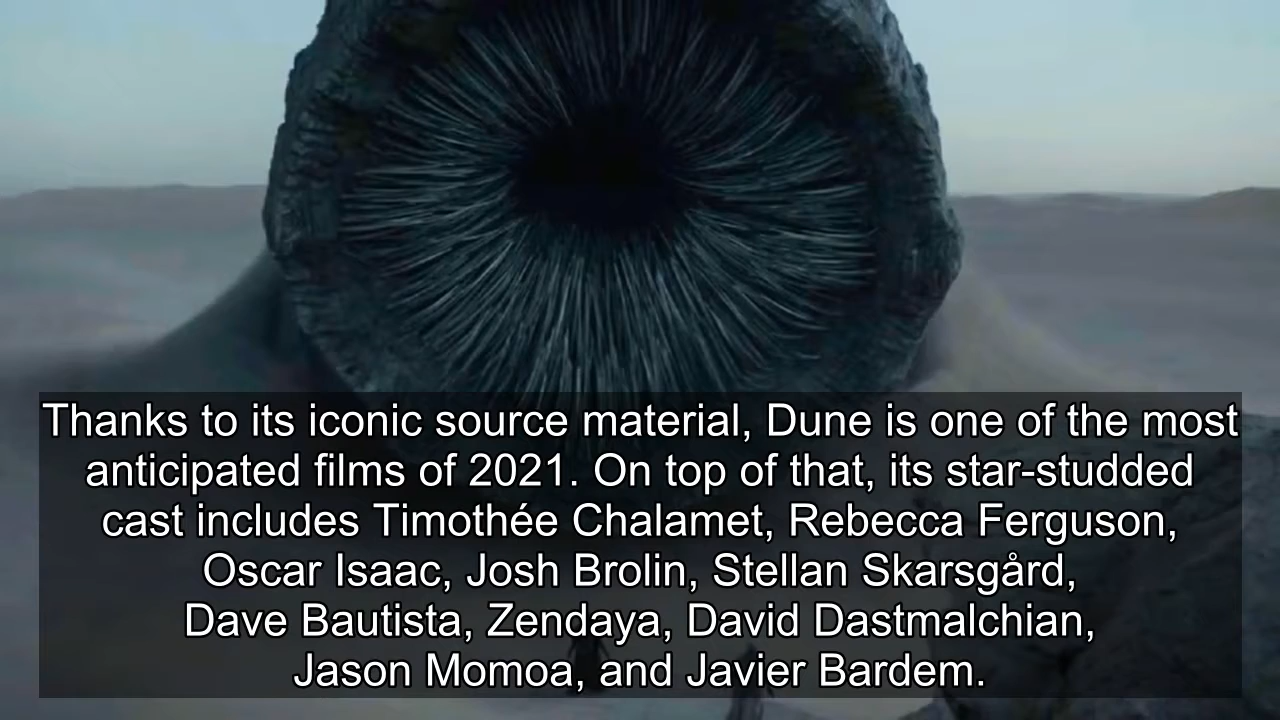 Thanks to its iconic source material, Dune is one of the most
anticipated films of 2021. On top of that, its star-studded
cast includes Timothée Chalamet, Rebecca Ferguson,
Oscar Isaac, Josh Brolin, Stellan Skarsgård,
Dave Bautista, Zendaya, David Dastmalchian,
Jason Momoa, and Javier Bardem.